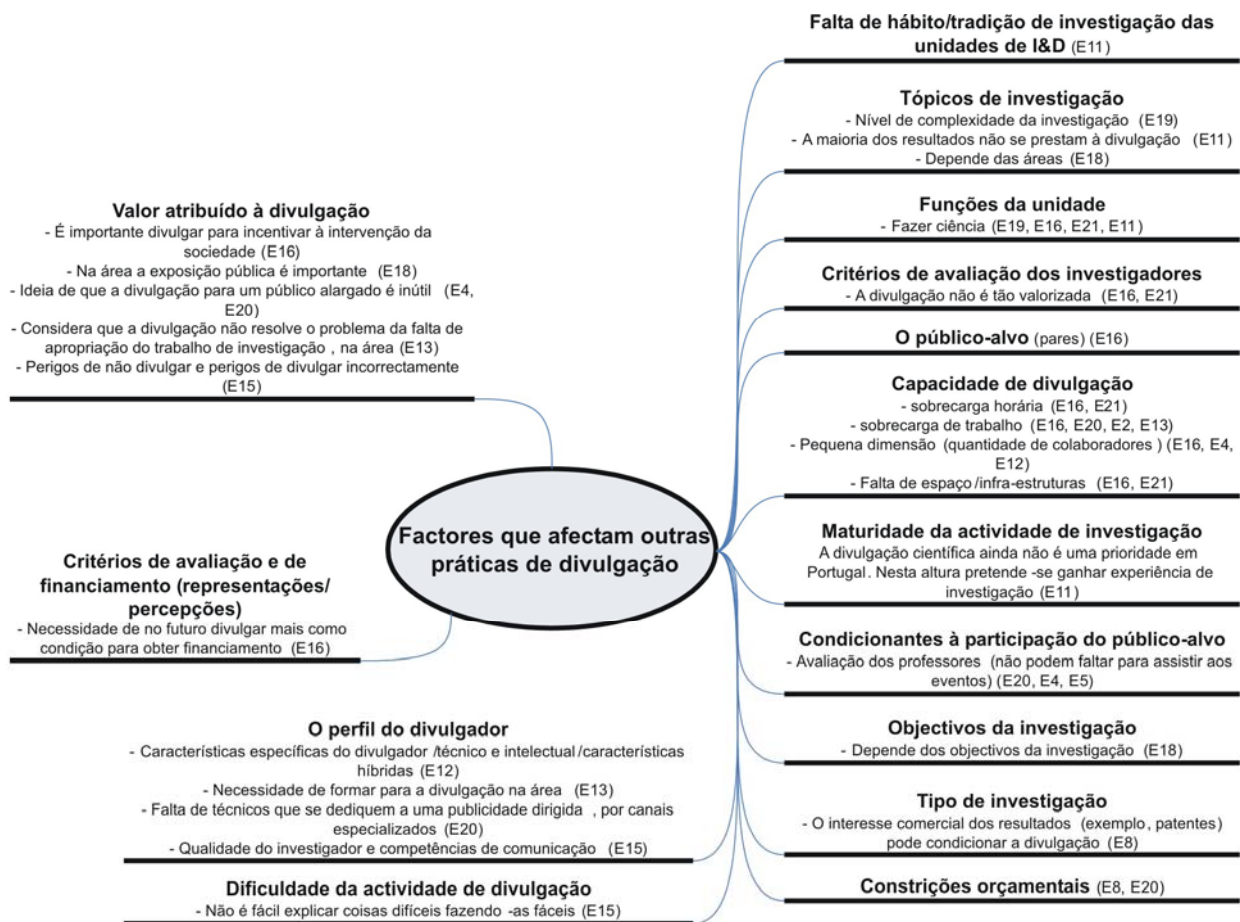 Factores que afectam outras
práticas de divulgação
Valor atribuído à divulgação
- É importante divulgar para incentivar à intervenção da
sociedade (E16)
- Na área a exposição pública é importante (E18)
- Ideia de que a divulgação para um público alargado é inútil (E4,
E20)
- Considera que a divulgação não resolve o problema da falta de
apropriação do trabalho de investigação , na área (E13)
- Perigos de não divulgar e perigos de divulgar incorrectamente
(E15)
Critérios de avaliação e de
financiamento (representações/
percepções)
- Necessidade de no futuro divulgar mais como
condição para obter financiamento (E16)
O perfil do divulgador
- Características específicas do divulgador /técnico e intelectual /características
híbridas (E12)
- Necessidade de formar para a divulgação na área (E13)
- Falta de técnicos que se dediquem a uma publicidade dirigida , por canais
especializados (E20)
- Qualidade do investigador e competências de comunicação (E15)
Dificuldade da actividade de divulgação
- Não é fácil explicar coisas difíceis fazendo -as fáceis (E15)
Falta de hábito/tradição de investigação das
unidades de I&D (E11)
Tópicos de investigação
- Nível de complexidade da investigação (E19)
- A maioria dos resultados não se prestam à divulgação (E11)
- Depende das áreas (E18)
Funções da unidade
- Fazer ciência (E19, E16, E21, E11)
Critérios de avaliação dos investigadores
- A divulgação não é tão valorizada (E16, E21)
O público-alvo (pares) (E16)
Capacidade de divulgação
- sobrecarga horária (E16, E21)
- sobrecarga de trabalho (E16, E20, E2, E13)
- Pequena dimensão (quantidade de colaboradores ) (E16, E4,
E12)
- Falta de espaço /infra-estruturas (E16, E21)
Maturidade da actividade de investigação
A divulgação científica ainda não é uma prioridade em
Portugal. Nesta altura pretende -se ganhar experiência de
investigação (E11)
Condicionantes à participação do público-alvo
- Avaliação dos professores (não podem faltar para assistir aos
eventos) (E20, E4, E5)
Objectivos da investigação
- Depende dos objectivos da investigação (E18)
Tipo de investigação
- O interesse comercial dos resultados (exemplo, patentes)
pode condicionar a divulgação (E8)
Constrições orçamentais (E8, E20)